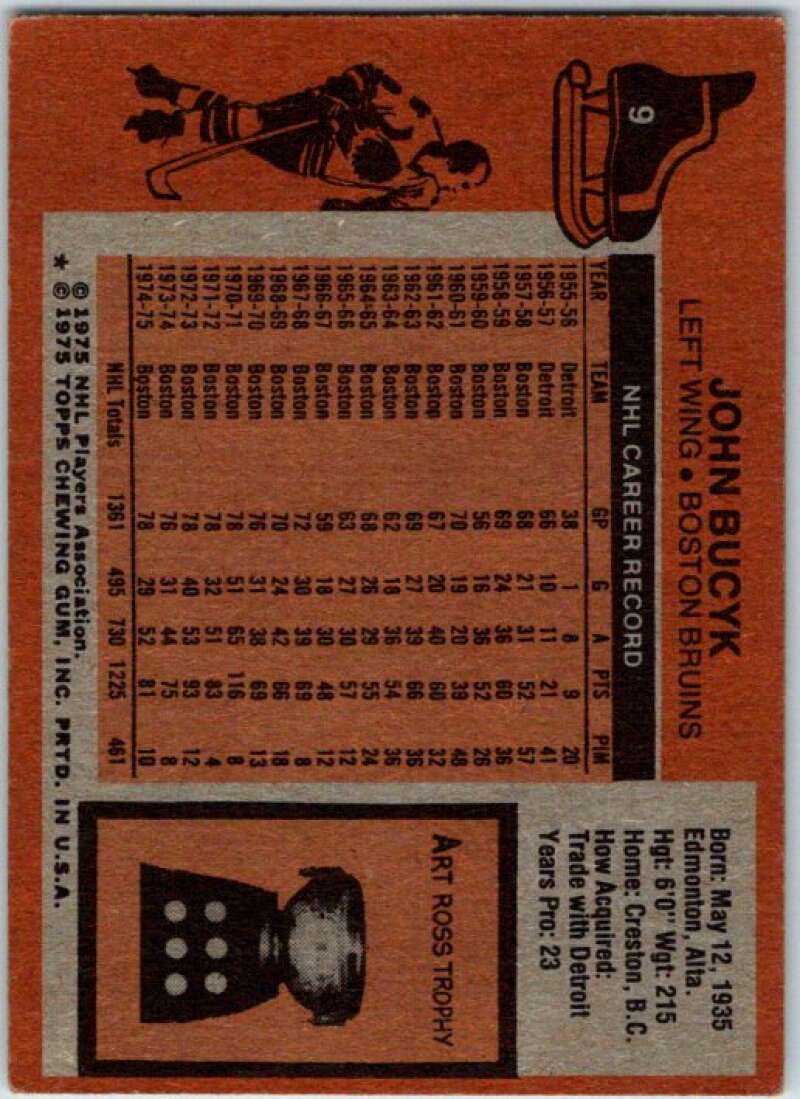 9
JOHN BUCYK
LEFT WING • BOSTON BRUINS
NHL CAREER RECORD
YEAR TEAM GP G A PTS PIM
1955-56 Detroit 38 1 8 9 20
1956-57 Detroit 66 10 11 21 41
1957-58 Boston 68 21 31 52 57
1958-59 Boston 69 24 36 60 36
1959-60 Boston 56 16 36 52 26
1960-61 Boston 70 19 20 39 48
1961-62 Boston 67 20 40 60 32
1962-63 Boston 69 27 39 66 36
1963-64 Boston 62 18 36 54 36
1964-65 Boston 68 26 29 55 24
1965-66 Boston 63 27 30 57 12
1966-67 Boston 59 18 30 48 12
1967-68 Boston 72 30 39 69 8
1968-69 Boston 70 24 42 66 18
1969-70 Boston 76 31 38 69 13
1970-71 Boston 78 51 65 116 8
1971-72 Boston 78 32 51 83 4
1972-73 Boston 78 40 53 93 12
1973-74 Boston 76 31 44 75 8
1974-75 Boston 78 29 52 81 10
NHL Totals 1361 495 730 1225 461
© 1975 NHL Players Association.
* © 1975 TOPPS CHEWING GUM, INC. PRTD. IN U.S.A.
Born: May 12, 1935
Edmonton, Alta.
Hgt: 6'0" Wgt: 215
Home: Creston, B.C.
How Acquired:
Trade with Detroit
Years Pro: 23
ART ROSS TROPHY